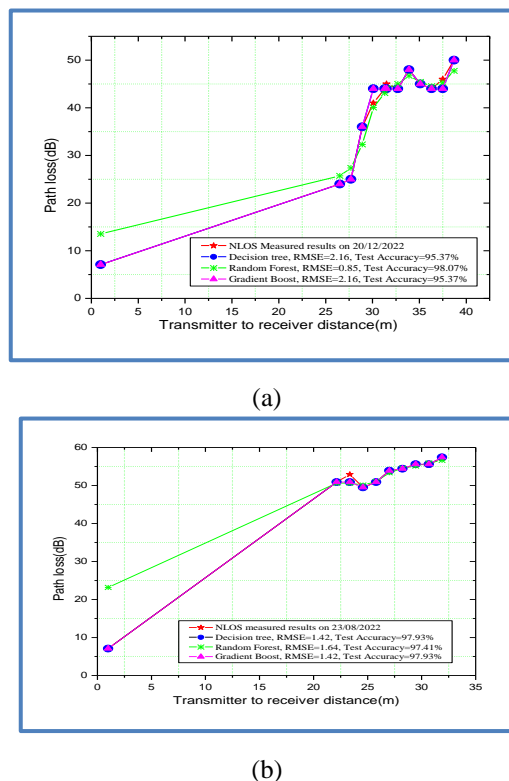 50
40
30
20
10
0
Path loss(dB)
NLOS Measured results on 20/12/2022
Decision tree, RMSE=2.16, Test Accuracy=95.37%
Random Forest, RMSE=0.85, Test Accuracy=98.07%
Gradient Boost, RMSE=2.16, Test Accuracy=95.37%
0 5 10 15 20 25 30 35 40
Transmitter to receiver distance(m)
(a)
60
50
40
30
20
10
0
Path loss(dB)
NLOS measured results on 23/08/2022
Decision tree, RMSE=1.42, Test Accuracy=97.93%
Random Forest, RMSE=1.64, Test Accuracy=97.41%
Gradient Boost, RMSE=1.42, Test Accuracy=97.93%
0 5 10 15 20 25 30 35
Transmitter to receiver distance(m)
(b)